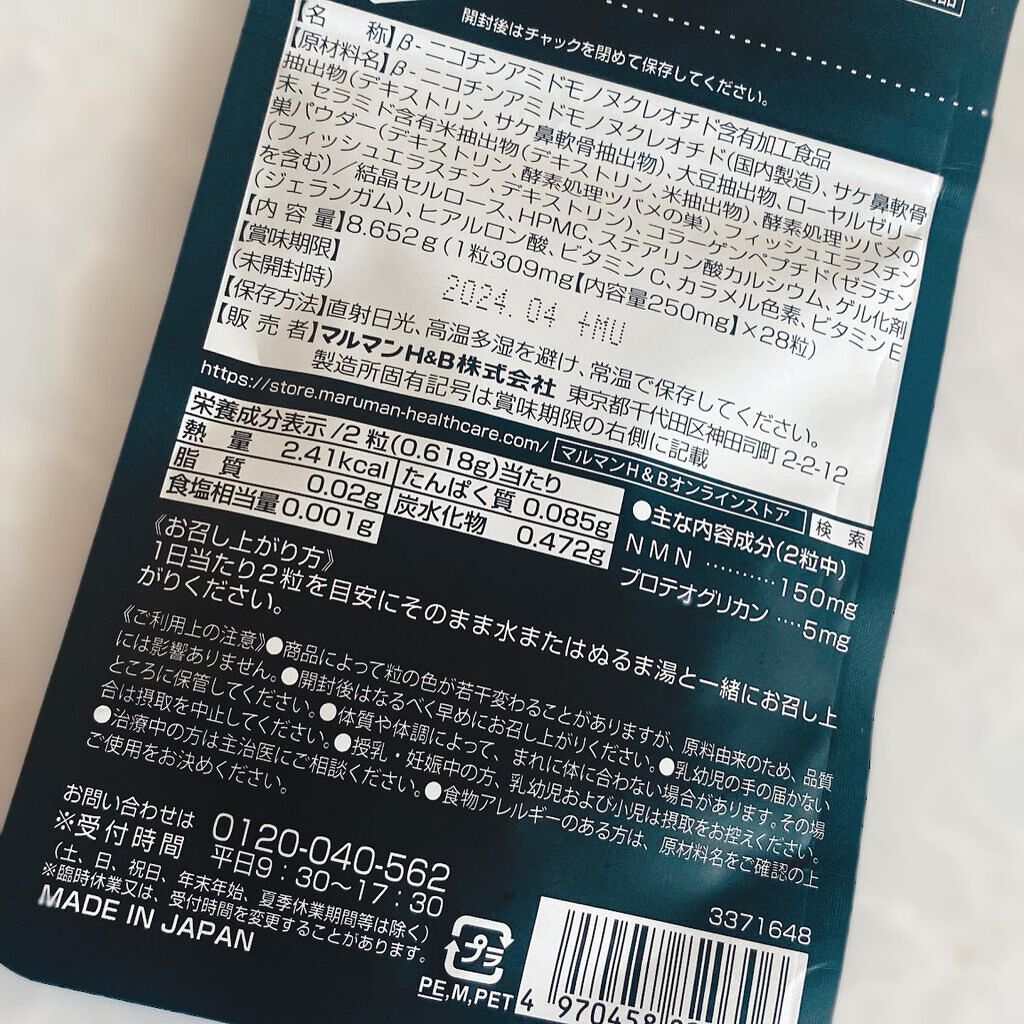 開封後はチャックを閉めて保存してください。
【名 称】β-ニコチンアミドモノヌクレオチド含有加工食品
【原材料名】β-ニコチンアミドモノヌクレオチド(国内製造)、サケ鼻軟骨
抽出物(デキストリン、サケ鼻軟骨抽出物)、大豆抽出物、ローヤルゼリー
末、セラミド含有米抽出物(デキストリン、米抽出物)、酵素処理ツバメの
巣パウダー(デキストリン、酵素処理ツバメの巣)、フィッシュエラスチン
(フィッシュエラスチン、デキストリン)、コラーゲンペプチド(ゼラチン
を含む)／結晶セルロース、HPMC、ステアリン酸カルシウム、ゲル化剤
(ジェランガム)、ヒアルロン酸、ビタミンC、カラメル色素、ビタミンE
【内 容 量】8.652g(1粒309mg【内容量250mg】×28粒)
【賞味期限】
(未開封時) 2024.04 +MU
【保存方法】直射日光、高温多湿を避け、常温で保存してください。
【販 売 者】マルマンH&B株式会社 東京都千代田区神田司町2-2-12
製造所固有記号は賞味期限の右側に記載
https://store.maruman-healthcare.com/ マルマンH&Bオンラインストア 検 索
栄養成分表示/2粒(0.618g)当たり
熱 量 2.41kcal たんぱく質 0.085g
脂 質 0.02g 炭水化物 0.472g
食塩相当量 0.001g
●主な内容成分(2粒中)
NMN ‥‥‥‥‥150mg
プロテオグリカン ‥‥5mg
《お召し上がり方》
1日当たり2粒を目安にそのまま水またはぬるま湯と一緒にお召し上
がりください。
《ご利用上の注意》●商品によって粒の色が若干変わることがありますが、原料由来のため、品質
には影響ありません。●開封後はなるべく早めにお召し上がりください。●乳幼児の手の届かない
ところに保管してください。●体質や体調によって、まれに体に合わない場合があります。その場
合は摂取を中止してください。●授乳・妊娠中の方、乳幼児および小児は摂取をお控えください。
●治療中の方は主治医にご相談ください。●食物アレルギーのある方は、原材料名をご確認の上
ご使用をお決めください。
お問い合わせは 0120-040-562
※受付時間 平日9：30～17：30
(土、日、祝日、年末年始、夏季休業期間等は除く)
※臨時休業又は、受付時間を変更することがあります。
MADE IN JAPAN
プラ
PE,M,PET
3371648
4 970458